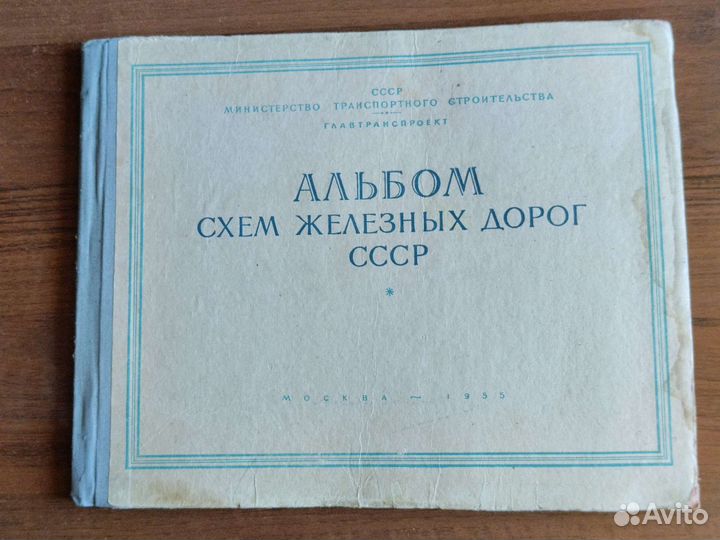 СССР
МИНИСТЕРСТВО ТРАНСПОРТНОГО СТРОИТЕЛЬСТВА
ГЛАВТРАНСПРОЕКТ
АЛЬБОМ
СХЕМ ЖЕЛЕЗНЫХ ДОРОГ
СССР
*
МОСКВА ~ 1955
Avito